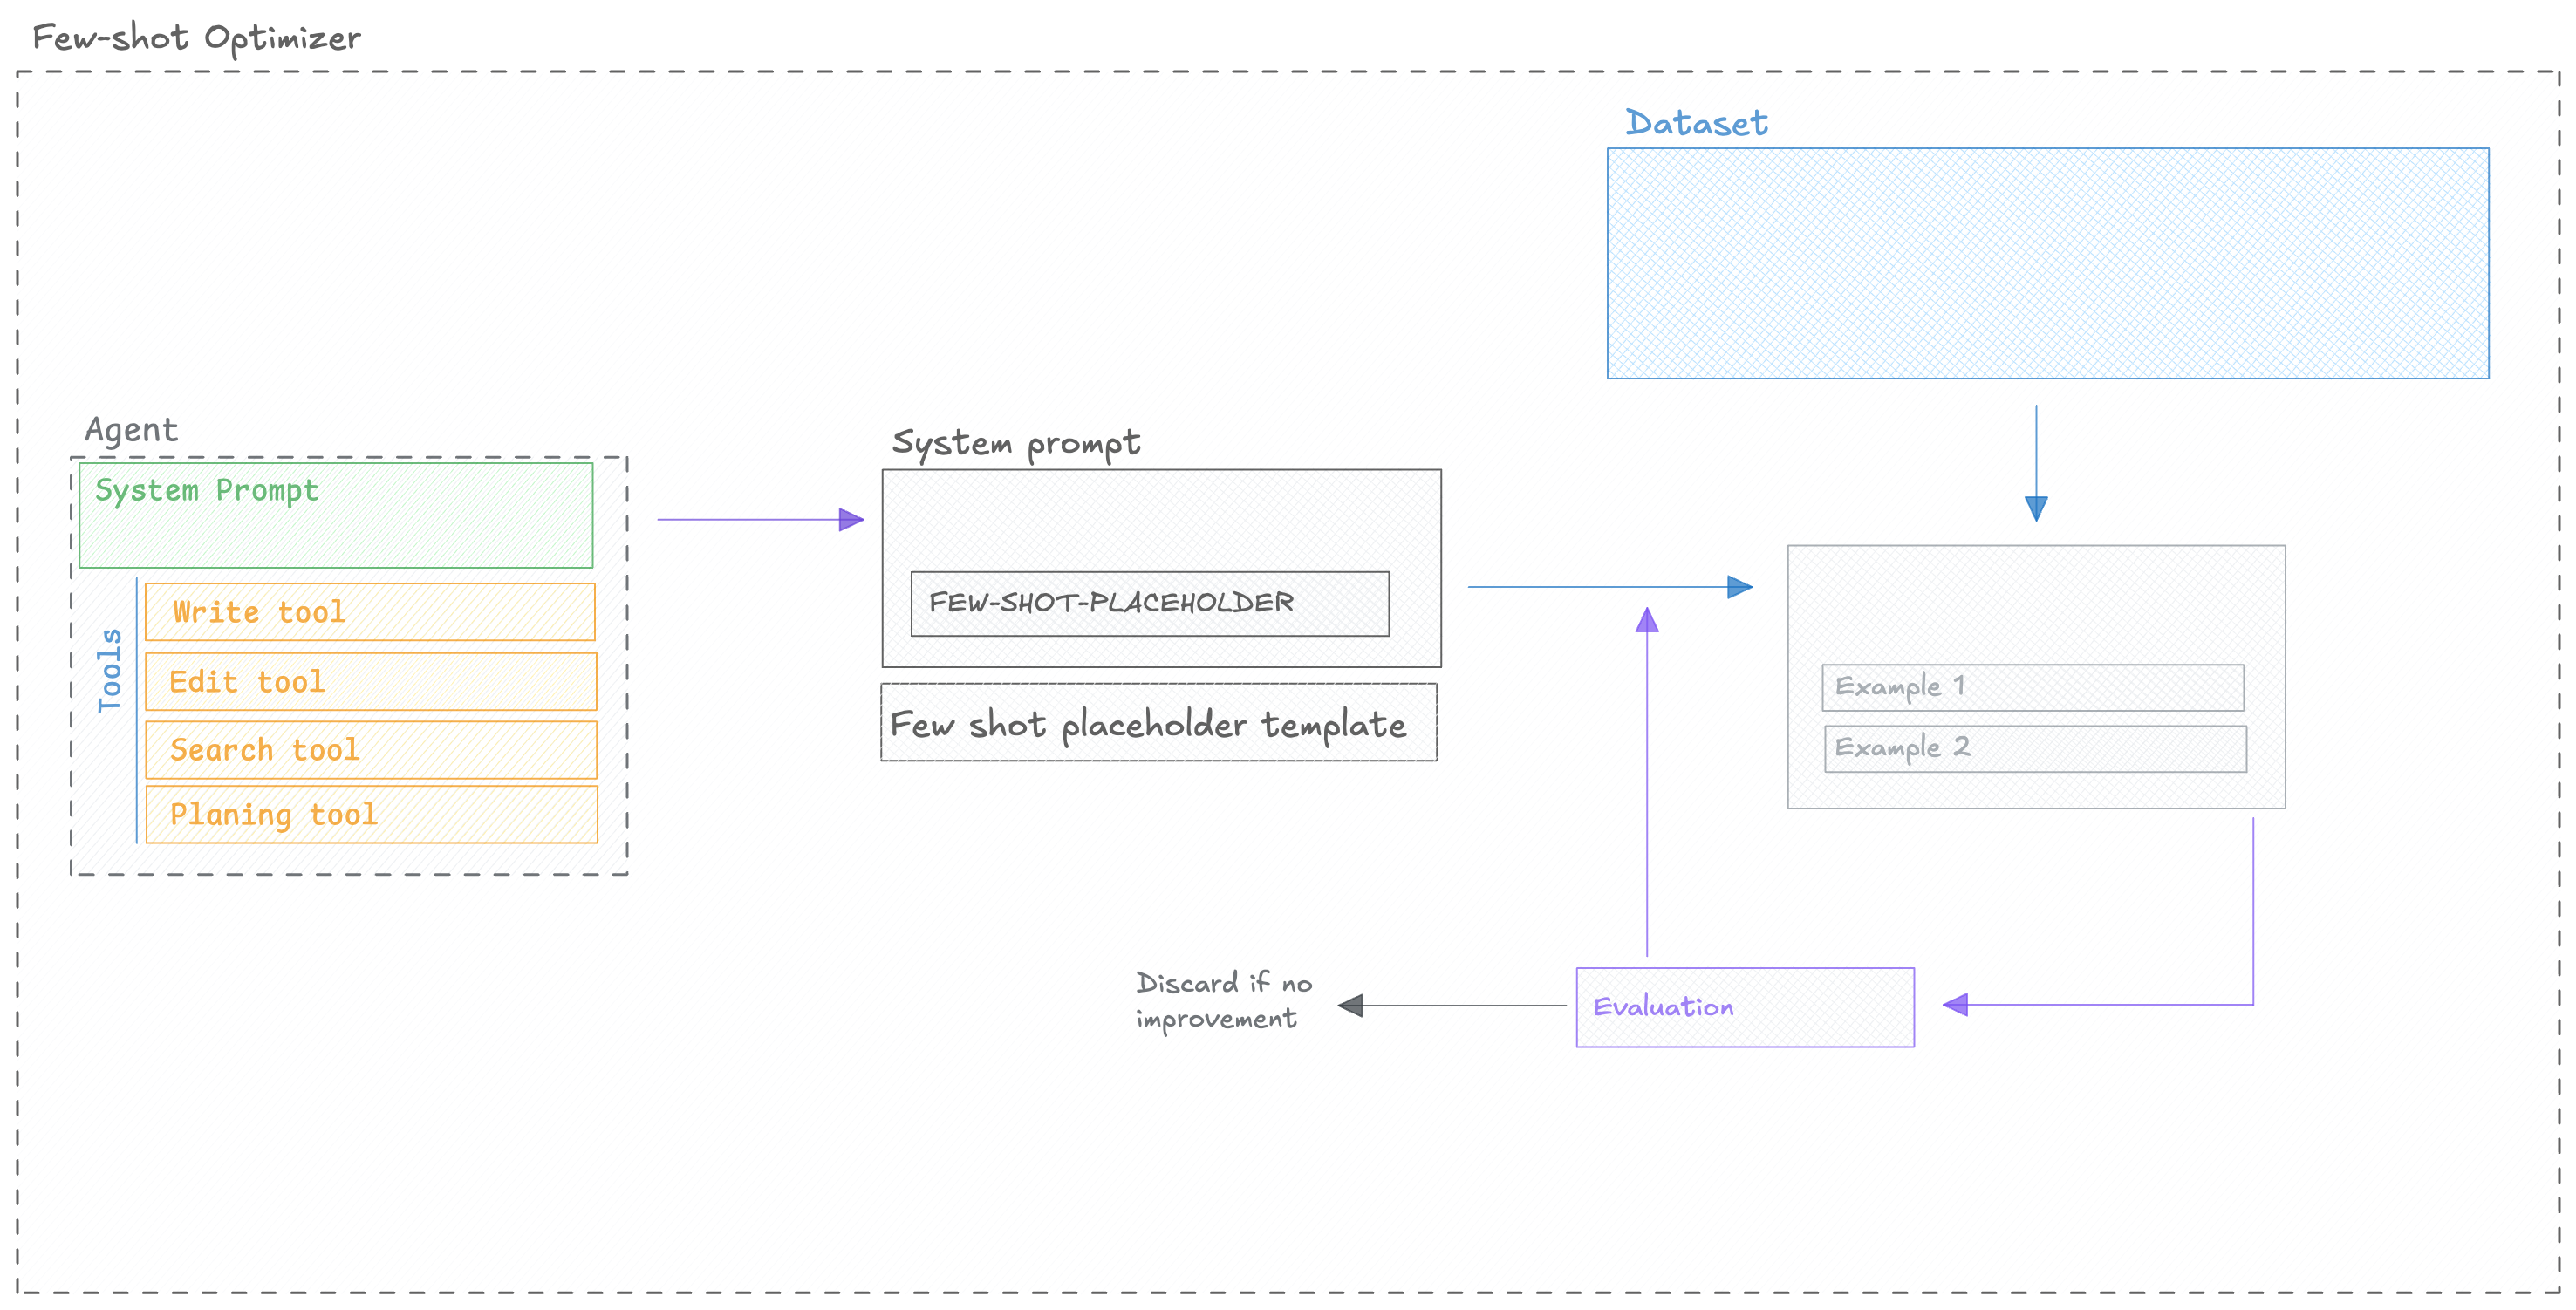 Few-shot Optimizer
Dataset
Agent
System Prompt
Tools
Write tool
Edit tool
Search tool
Planing tool
System prompt
FEW-SHOT-PLACEHOLDER
Few shot placeholder template
Example 1
Example 2
Discard if no
improvement
Evaluation